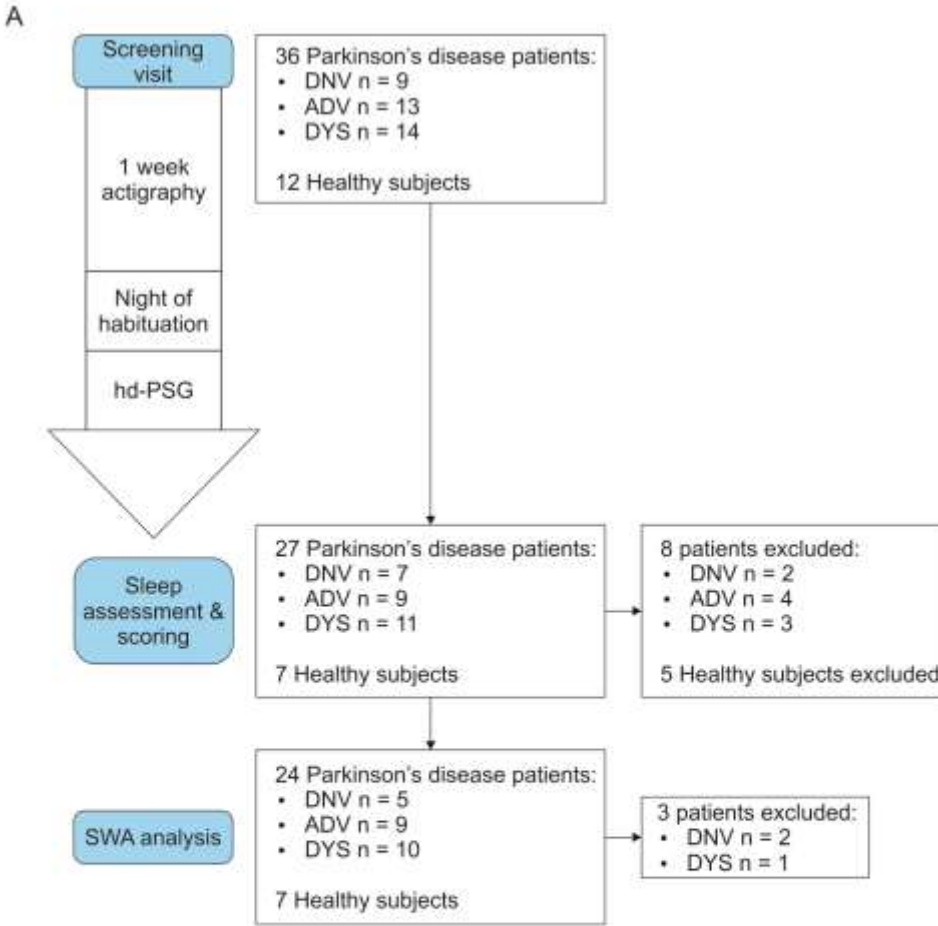 A
Screening
visit
36 Parkinson's disease patients:
• DNV n = 9
• ADV n = 13
• DYS n = 14
12 Healthy subjects
1 week
actigraphy
Night of
habituation
hd-PSG
Sleep
assessment &
scoring
27 Parkinson's disease patients:
• DNV n = 7
• ADV n = 9
• DYS n = 11
7 Healthy subjects
8 patients excluded:
• DNV n = 2
• ADV n = 4
• DYS n = 3
5 Healthy subjects excluded
SWA analysis
24 Parkinson's disease patients:
• DNV n = 5
• ADV n = 9
• DYS n = 10
7 Healthy subjects
3 patients excluded:
• DNV n = 2
• DYS n = 1